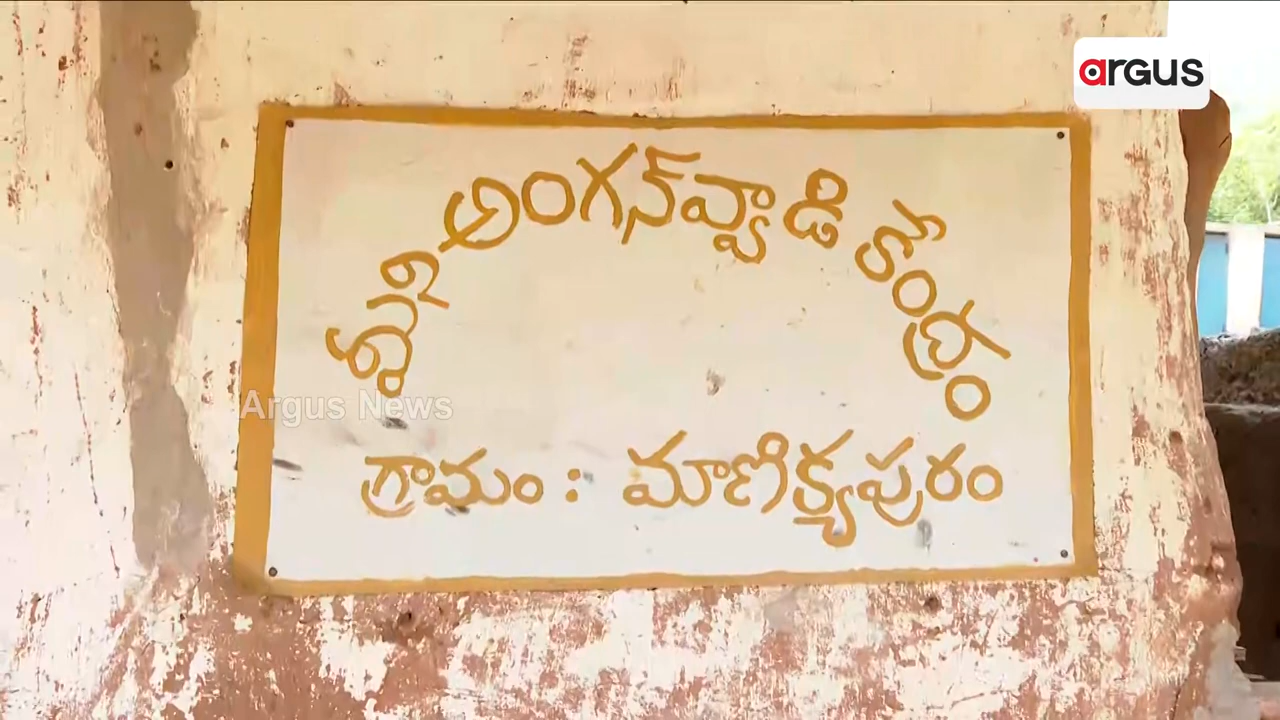 argus
మిని అంగన్‌వ్వాడి కేంద్రం
Argus News
గ్రామం : మాణిక్యపురం